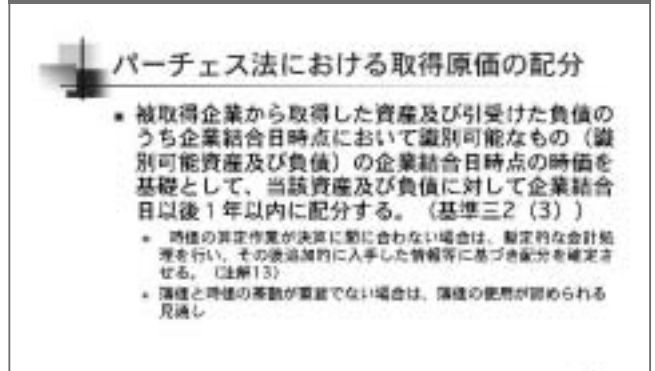 パーチェス法における取得原価の配分
被取得企業から取得した資産及び引受けた負債の
うち企業結合日時点において識別可能なもの（識
別可能資産及び負債）の企業結合日時点の時価を
基礎として、当該資産及び負債に対して企業結合
日以後１年以内に配分する。（基準三２（３））
時価の算定作業が決算に間に合わない場合は、暫定的な会計処
理を行い、その後追加的に入手した情報等に基づき配分を確定さ
せる。（注解13）
簿価と時価の差額が重要でない場合は、簿価の使用が認められる
見通し